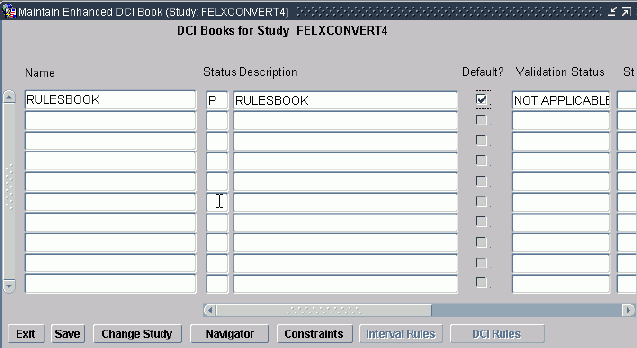 Maintain Enhanced DCI Book (Study: FELXCONVERT4)
DCI Books for Study FELXCONVERT4
Name Status Description Default? Validation Status St
RULESBOOK P RULESBOOK NOT APPLICABLE
Exit Save Change Study Navigator Constraints Interval Rules DCI Rules